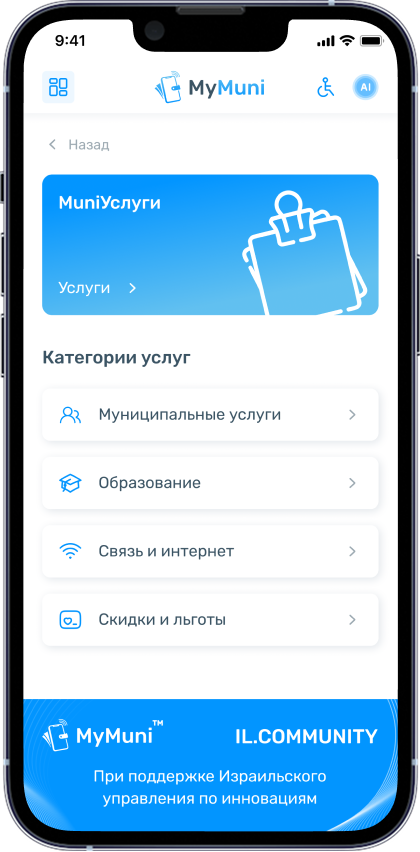 9:41
MyMuni
AI
Назад
MuniУслуги
Услуги
Категории услуг
Муниципальные услуги
Образование
Связь и интернет
Скидки и льготы
MyMuni™
IL.COMMUNITY
При поддержке Израильского
управления по инновациям